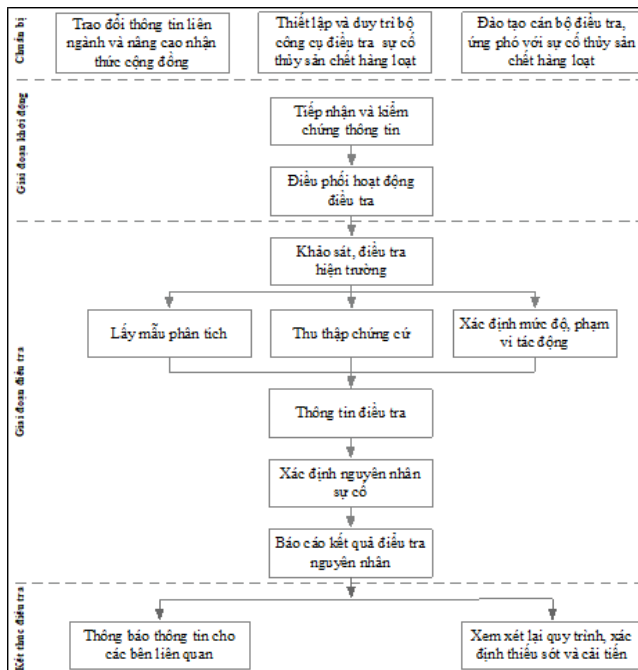 Chuẩn bị
Trao đổi thông tin liên
ngành và nâng cao nhận
thức cộng đồng
Thiết lập và duy trì bộ
công cụ điều tra sự cố
thủy sản chết hàng loạt
Đào tạo cán bộ điều tra,
ứng phó với sự cố thủy sản
chết hàng loạt
Giai đoạn khởi động
Tiếp nhận và kiểm
chứng thông tin
Điều phối hoạt động
điều tra
Giai đoạn điều tra
Khảo sát, điều tra
hiện trường
Lấy mẫu phân tích
Thu thập chứng cứ
Xác định mức độ, phạm
vi tác động
Thông tin điều tra
Xác định nguyên nhân
sự cố
Báo cáo kết quả điều tra
nguyên nhân
Kết thúc điều tra
Thông báo thông tin cho
các bên liên quan
Xem xét lại quy trình, xác
định thiếu sót và cải tiến